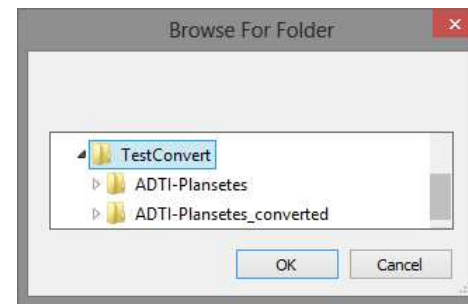 Browse For Folder
TestConvert
ADTI-Plansetes
ADTI-Plansetes_converted
OK Cancel